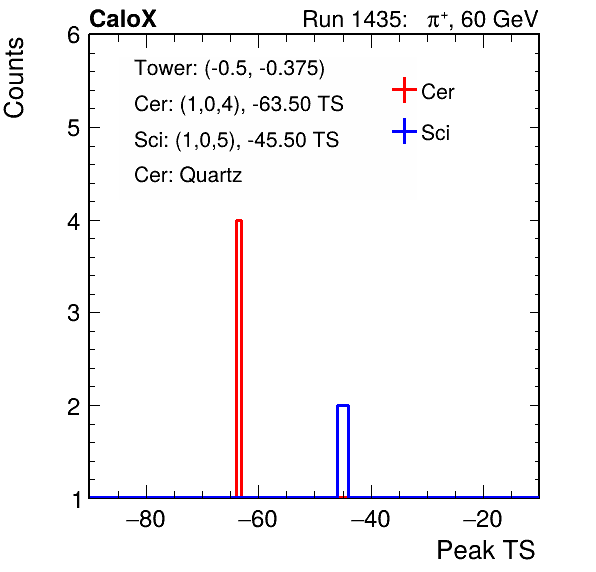 CaloX Run 1435: π+, 60 GeV
Counts
6
5
4
3
2
1
Tower: (-0.5, -0.375)
Cer: (1,0,4), -63.50 TS
Sci: (1,0,5), -45.50 TS
Cer: Quartz
Cer
Sci
−80 −60 −40 −20
Peak TS